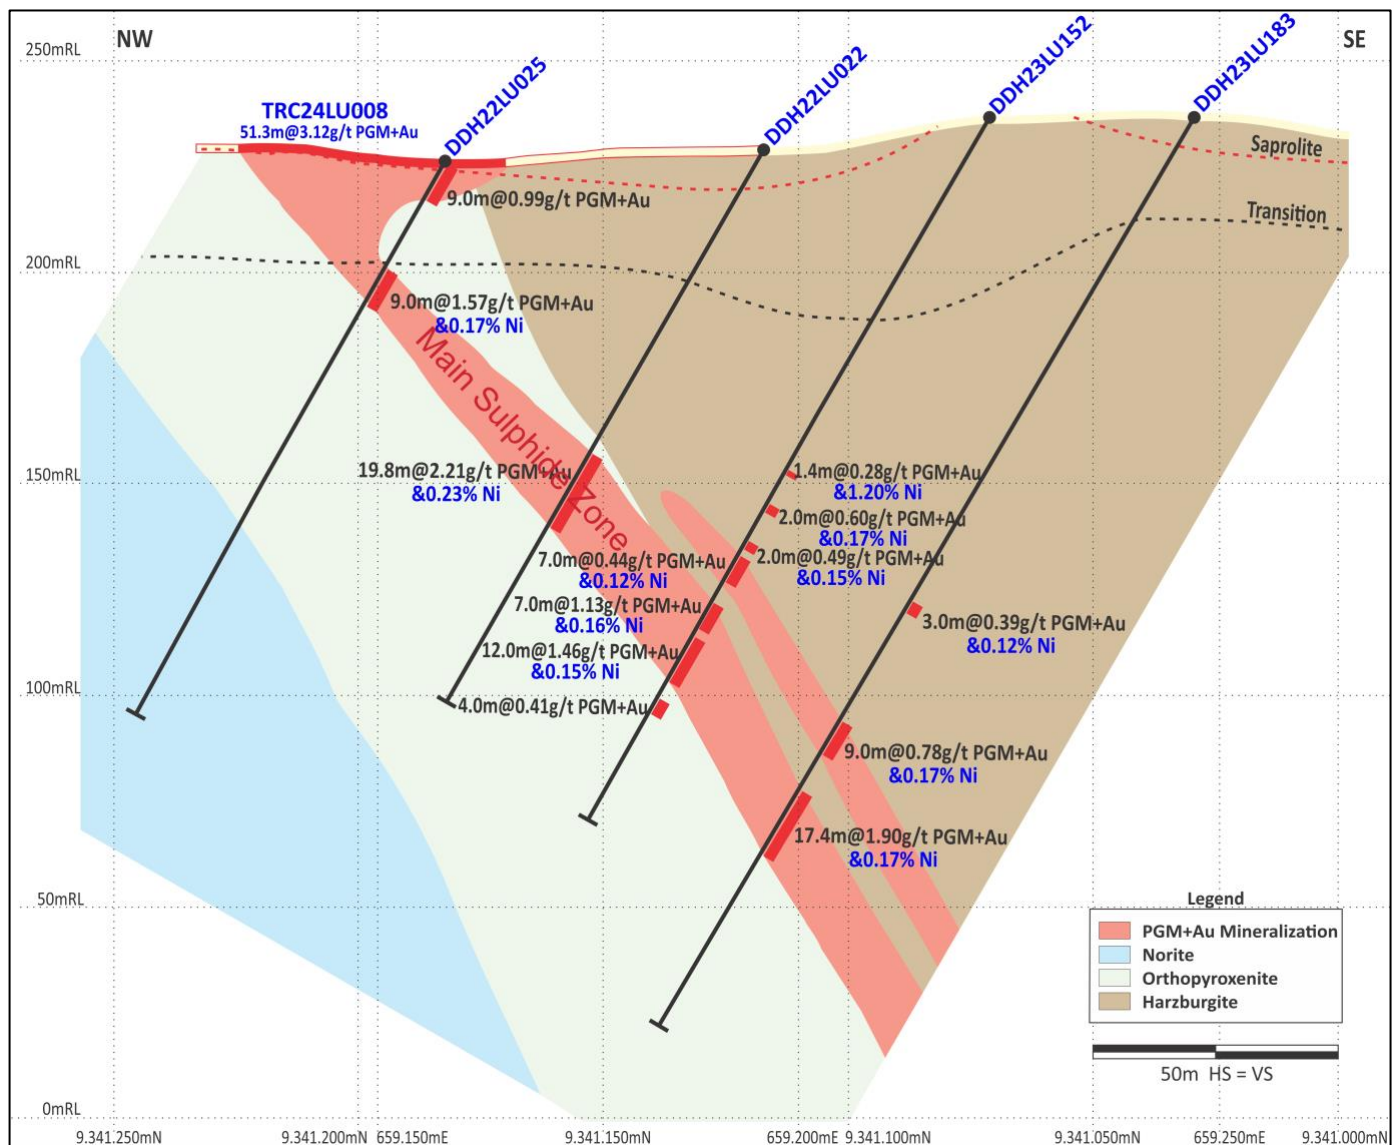 NW
SE
250mRL
DDH22LU025
DDH22LU022
DDH23LU152
DDH23LU183
TRC24LU008
51.3m@3.12g/t PGM+Au
Saprolite
9.0m@0.99g/t PGM+Au
Transition
200mRL
9.0m@1.57g/t PGM+Au
&0.17% Ni
Main Sulphide Zone
150mRL
19.8m@2.21g/t PGM+Au
&0.23% Ni
1.4m@0.28g/t PGM+Au
&1.20% Ni
2.0m@0.60g/t PGM+Au
&0.17% Ni
2.0m@0.49g/t PGM+Au
&0.15% Ni
7.0m@0.44g/t PGM+Au
&0.12% Ni
7.0m@1.13g/t PGM+Au
&0.16% Ni
3.0m@0.39g/t PGM+Au
&0.12% Ni
12.0m@1.46g/t PGM+Au
&0.15% Ni
100mRL
4.0m@0.41g/t PGM+Au
9.0m@0.78g/t PGM+Au
&0.17% Ni
17.4m@1.90g/t PGM+Au
&0.17% Ni
50mRL
Legend
PGM+Au Mineralization
Norite
Orthopyroxenite
Harzburgite
50m HS = VS
0mRL
9.341.250mN
9.341.200mN
659.150mE
9.341.150mN
659.200mE
9.341.100mN
9.341.050mN
659.250mE
9.341.000mN